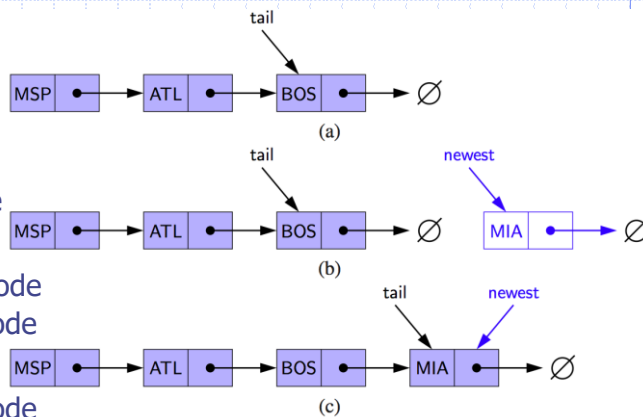 tail
MSP ATL BOS ∅
(a)
tail newest
MSP ATL BOS ∅ MIA ∅
(b)
ode
tail newest
ode
MSP ATL BOS MIA ∅
(c)
ode